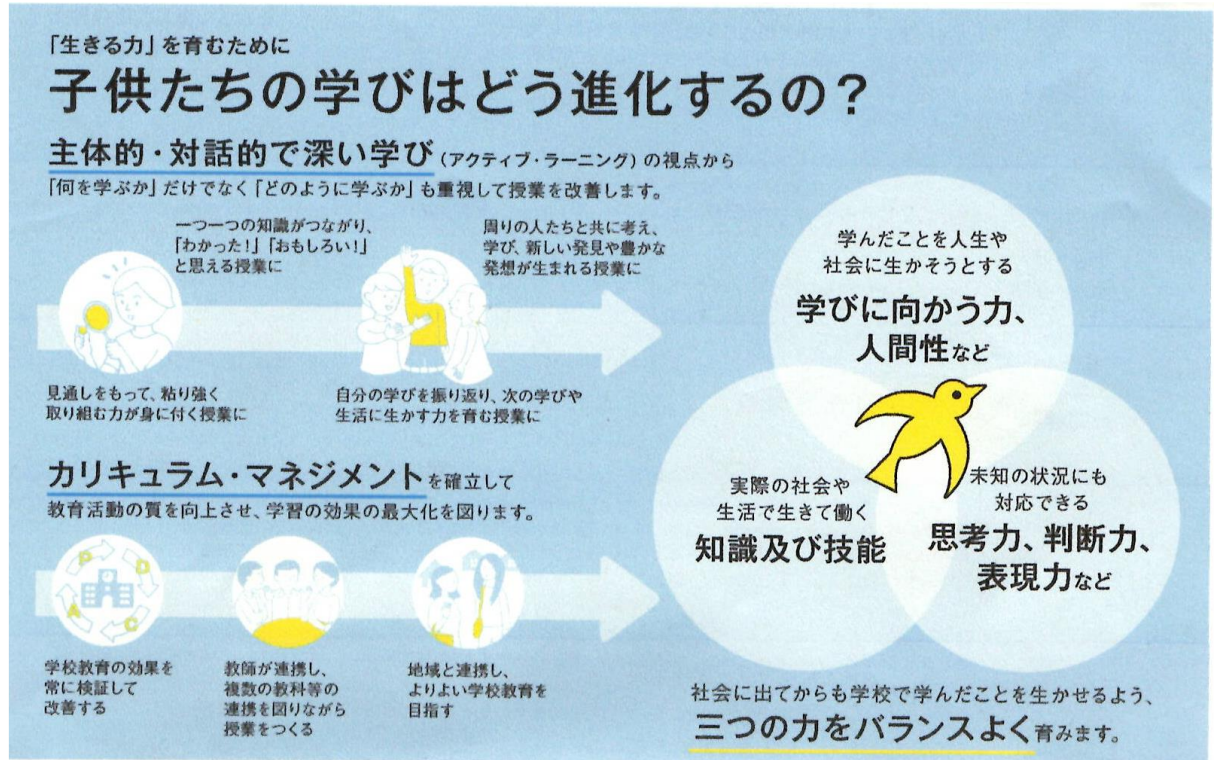 「生きる力」を育むために
子供たちの学びはどう進化するの？
主体的・対話的で深い学び(アクティブ・ラーニング)の視点から
「何を学ぶか」だけでなく「どのように学ぶか」も重視して授業を改善します。
一つ一つの知識がつながり、
「わかった！」「おもしろい！」
と思える授業に
周りの人たちと共に考え、
学び、新しい発見や豊かな
発想が生まれる授業に
見通しをもって、粘り強く
取り組む力が身に付く授業に
自分の学びを振り返り、次の学びや
生活に生かす力を育む授業に
カリキュラム・マネジメントを確立して
教育活動の質を向上させ、学習の効果の最大化を図ります。
P
D
C
A
学校教育の効果を
常に検証して
改善する
教師が連携し、
複数の教科等の
連携を図りながら
授業をつくる
地域と連携し、
よりよい学校教育を
目指す
学んだことを人生や
社会に生かそうとする
学びに向かう力、
人間性など
実際の社会や
生活で生きて働く
知識及び技能
未知の状況にも
対応できる
思考力、判断力、
表現力など
社会に出てからも学校で学んだことを生かせるよう、
三つの力をバランスよく育みます。